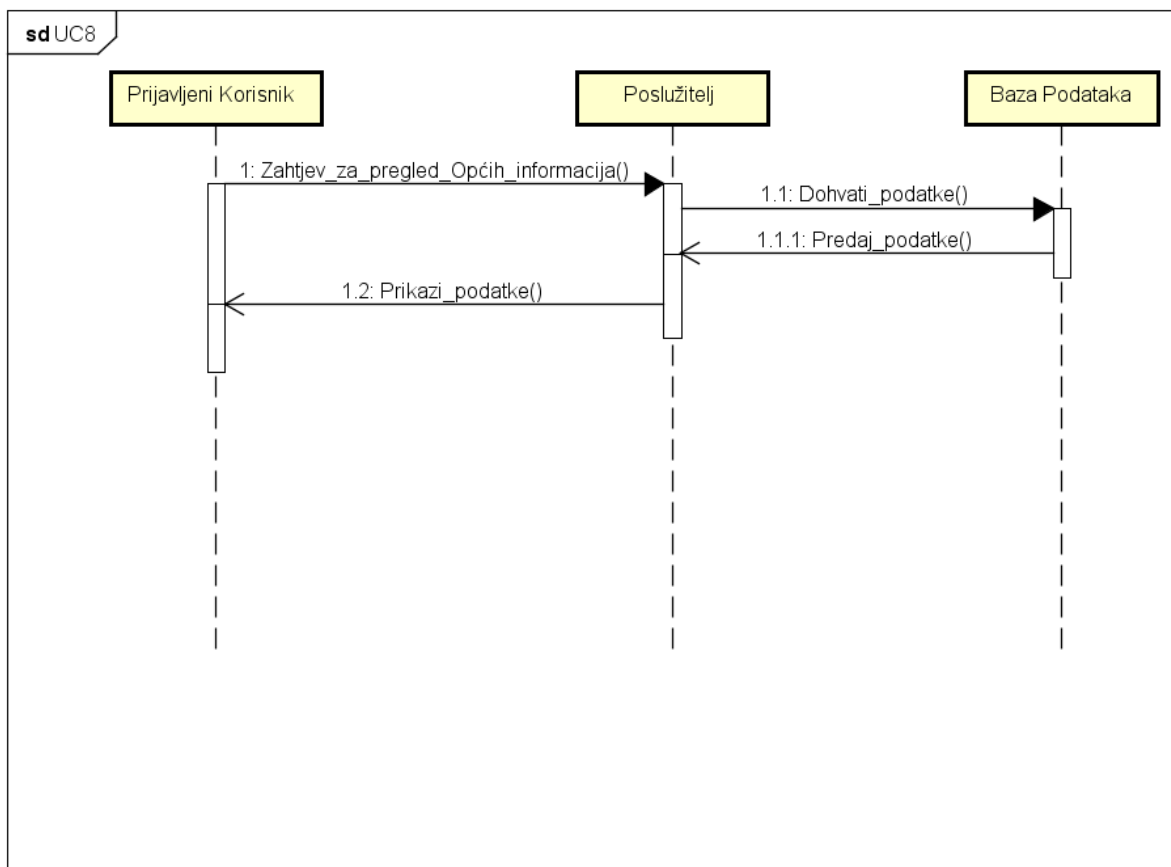 sd UC8
Prijavljeni Korisnik
Poslužitelj
Baza Podataka
1: Zahtjev_za_pregled_Općih_informacija()
1.1: Dohvati_podatke()
1.1.1: Predaj_podatke()
1.2: Prikazi_podatke()